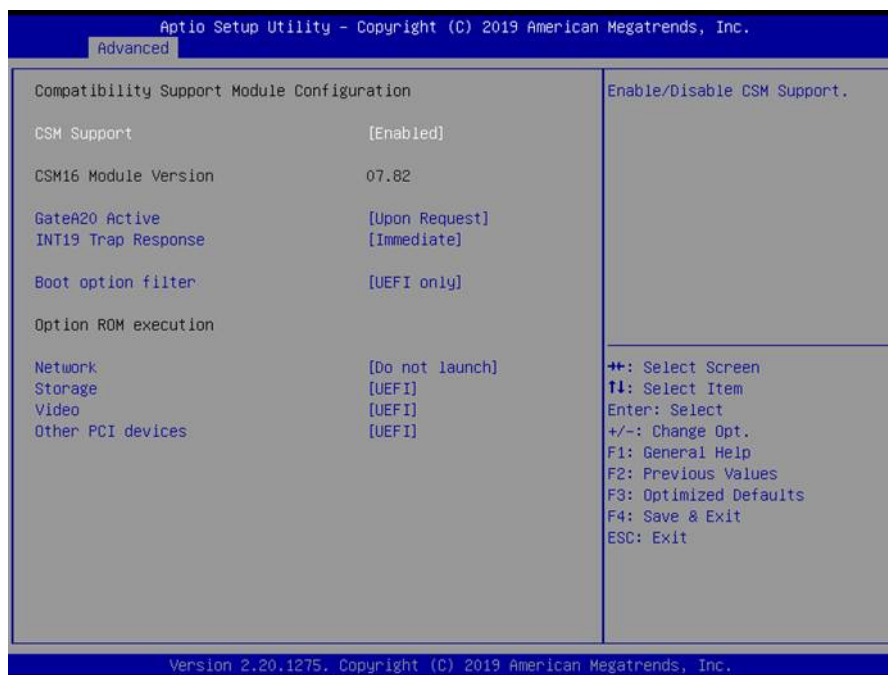 Aptio Setup Utility - Copyright (C) 2019 American Megatrends, Inc.
Advanced
Compatibility Support Module Configuration
CSM Support [Enabled]
CSM16 Module Version 07.82
GateA20 Active [Upon Request]
INT19 Trap Response [Immediate]
Boot option filter [UEFI only]
Option ROM execution
Network [Do not launch]
Storage [UEFI]
Video [UEFI]
Other PCI devices [UEFI]
Enable/Disable CSM Support.
→←: Select Screen
↑↓: Select Item
Enter: Select
+/-: Change Opt.
F1: General Help
F2: Previous Values
F3: Optimized Defaults
F4: Save & Exit
ESC: Exit
Version 2.20.1275. Copyright (C) 2019 American Megatrends, Inc.